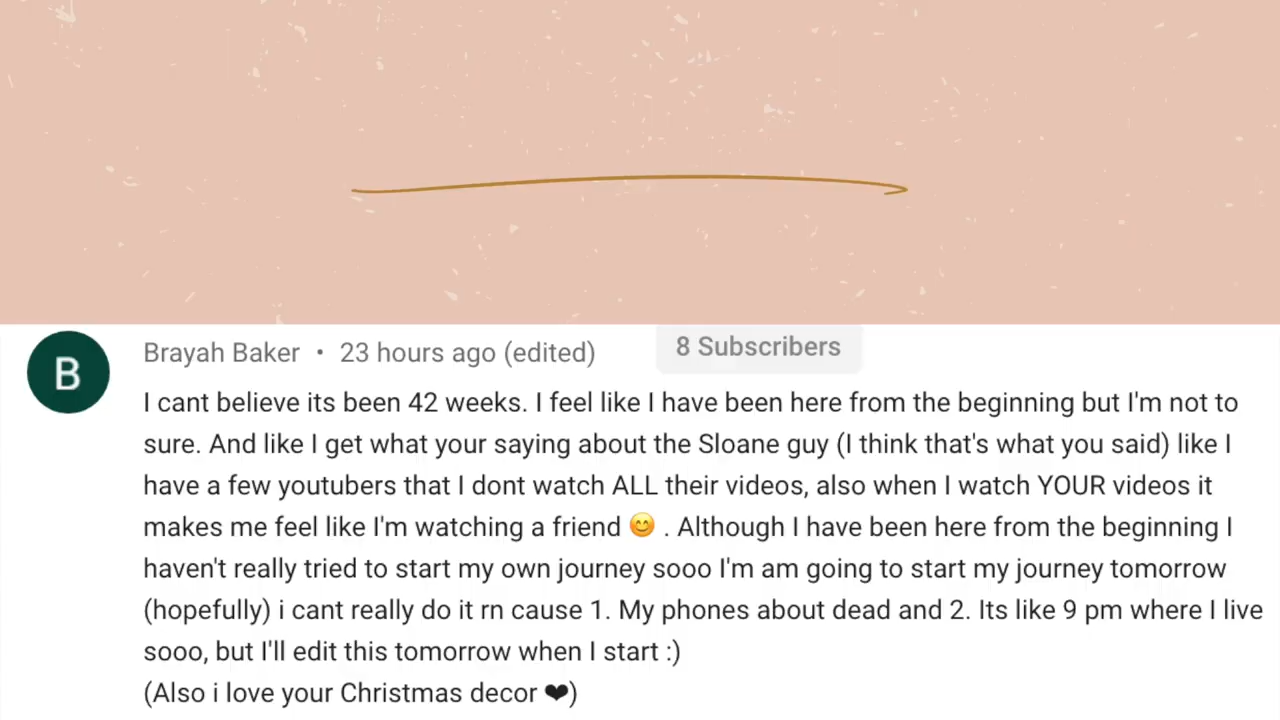 B
Brayah Baker • 23 hours ago (edited)
8 Subscribers
I cant believe its been 42 weeks. I feel like I have been here from the beginning but I'm not to
sure. And like I get what your saying about the Sloane guy (I think that's what you said) like I
have a few youtubers that I dont watch ALL their videos, also when I watch YOUR videos it
makes me feel like I'm watching a friend 😊 . Although I have been here from the beginning I
haven't really tried to start my own journey sooo I'm am going to start my journey tomorrow
(hopefully) i cant really do it rn cause 1. My phones about dead and 2. Its like 9 pm where I live
sooo, but I'll edit this tomorrow when I start :)
(Also i love your Christmas decor ❤)